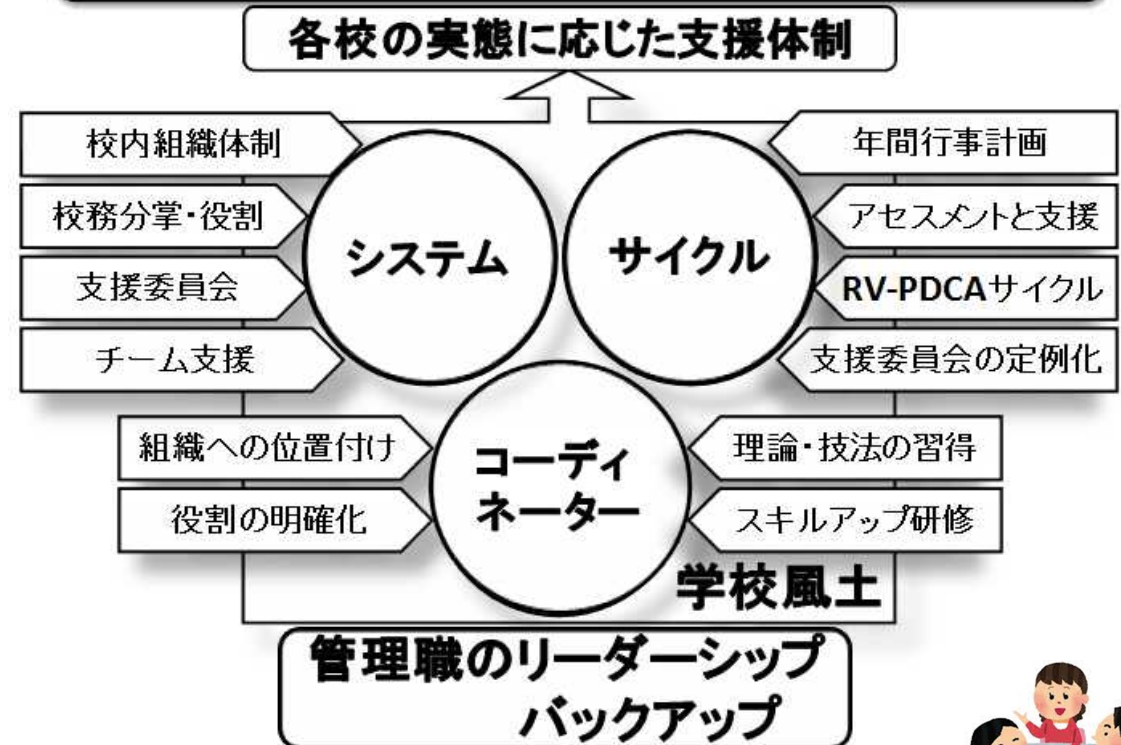 各校の実態に応じた支援体制
校内組織体制
校務分掌・役割
支援委員会
チーム支援
システム
サイクル
年間行事計画
アセスメントと支援
RV-PDCAサイクル
支援委員会の定例化
組織への位置付け
役割の明確化
コーディ
ネーター
理論・技法の習得
スキルアップ研修
学校風土
管理職のリーダーシップ
バックアップ